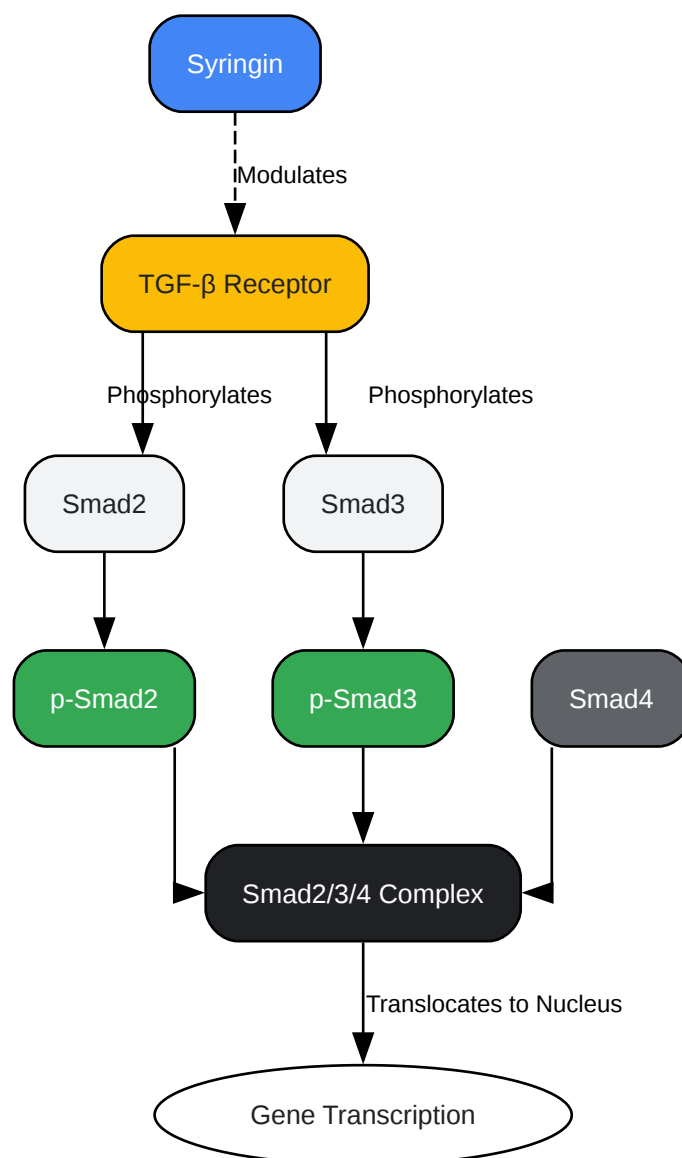 Syringin
Modulates
TGF-β Receptor
Phosphorylates
Phosphorylates
Smad2
Smad3
p-Smad2
p-Smad3
Smad4
Smad2/3/4 Complex
Translocates to Nucleus
Gene Transcription